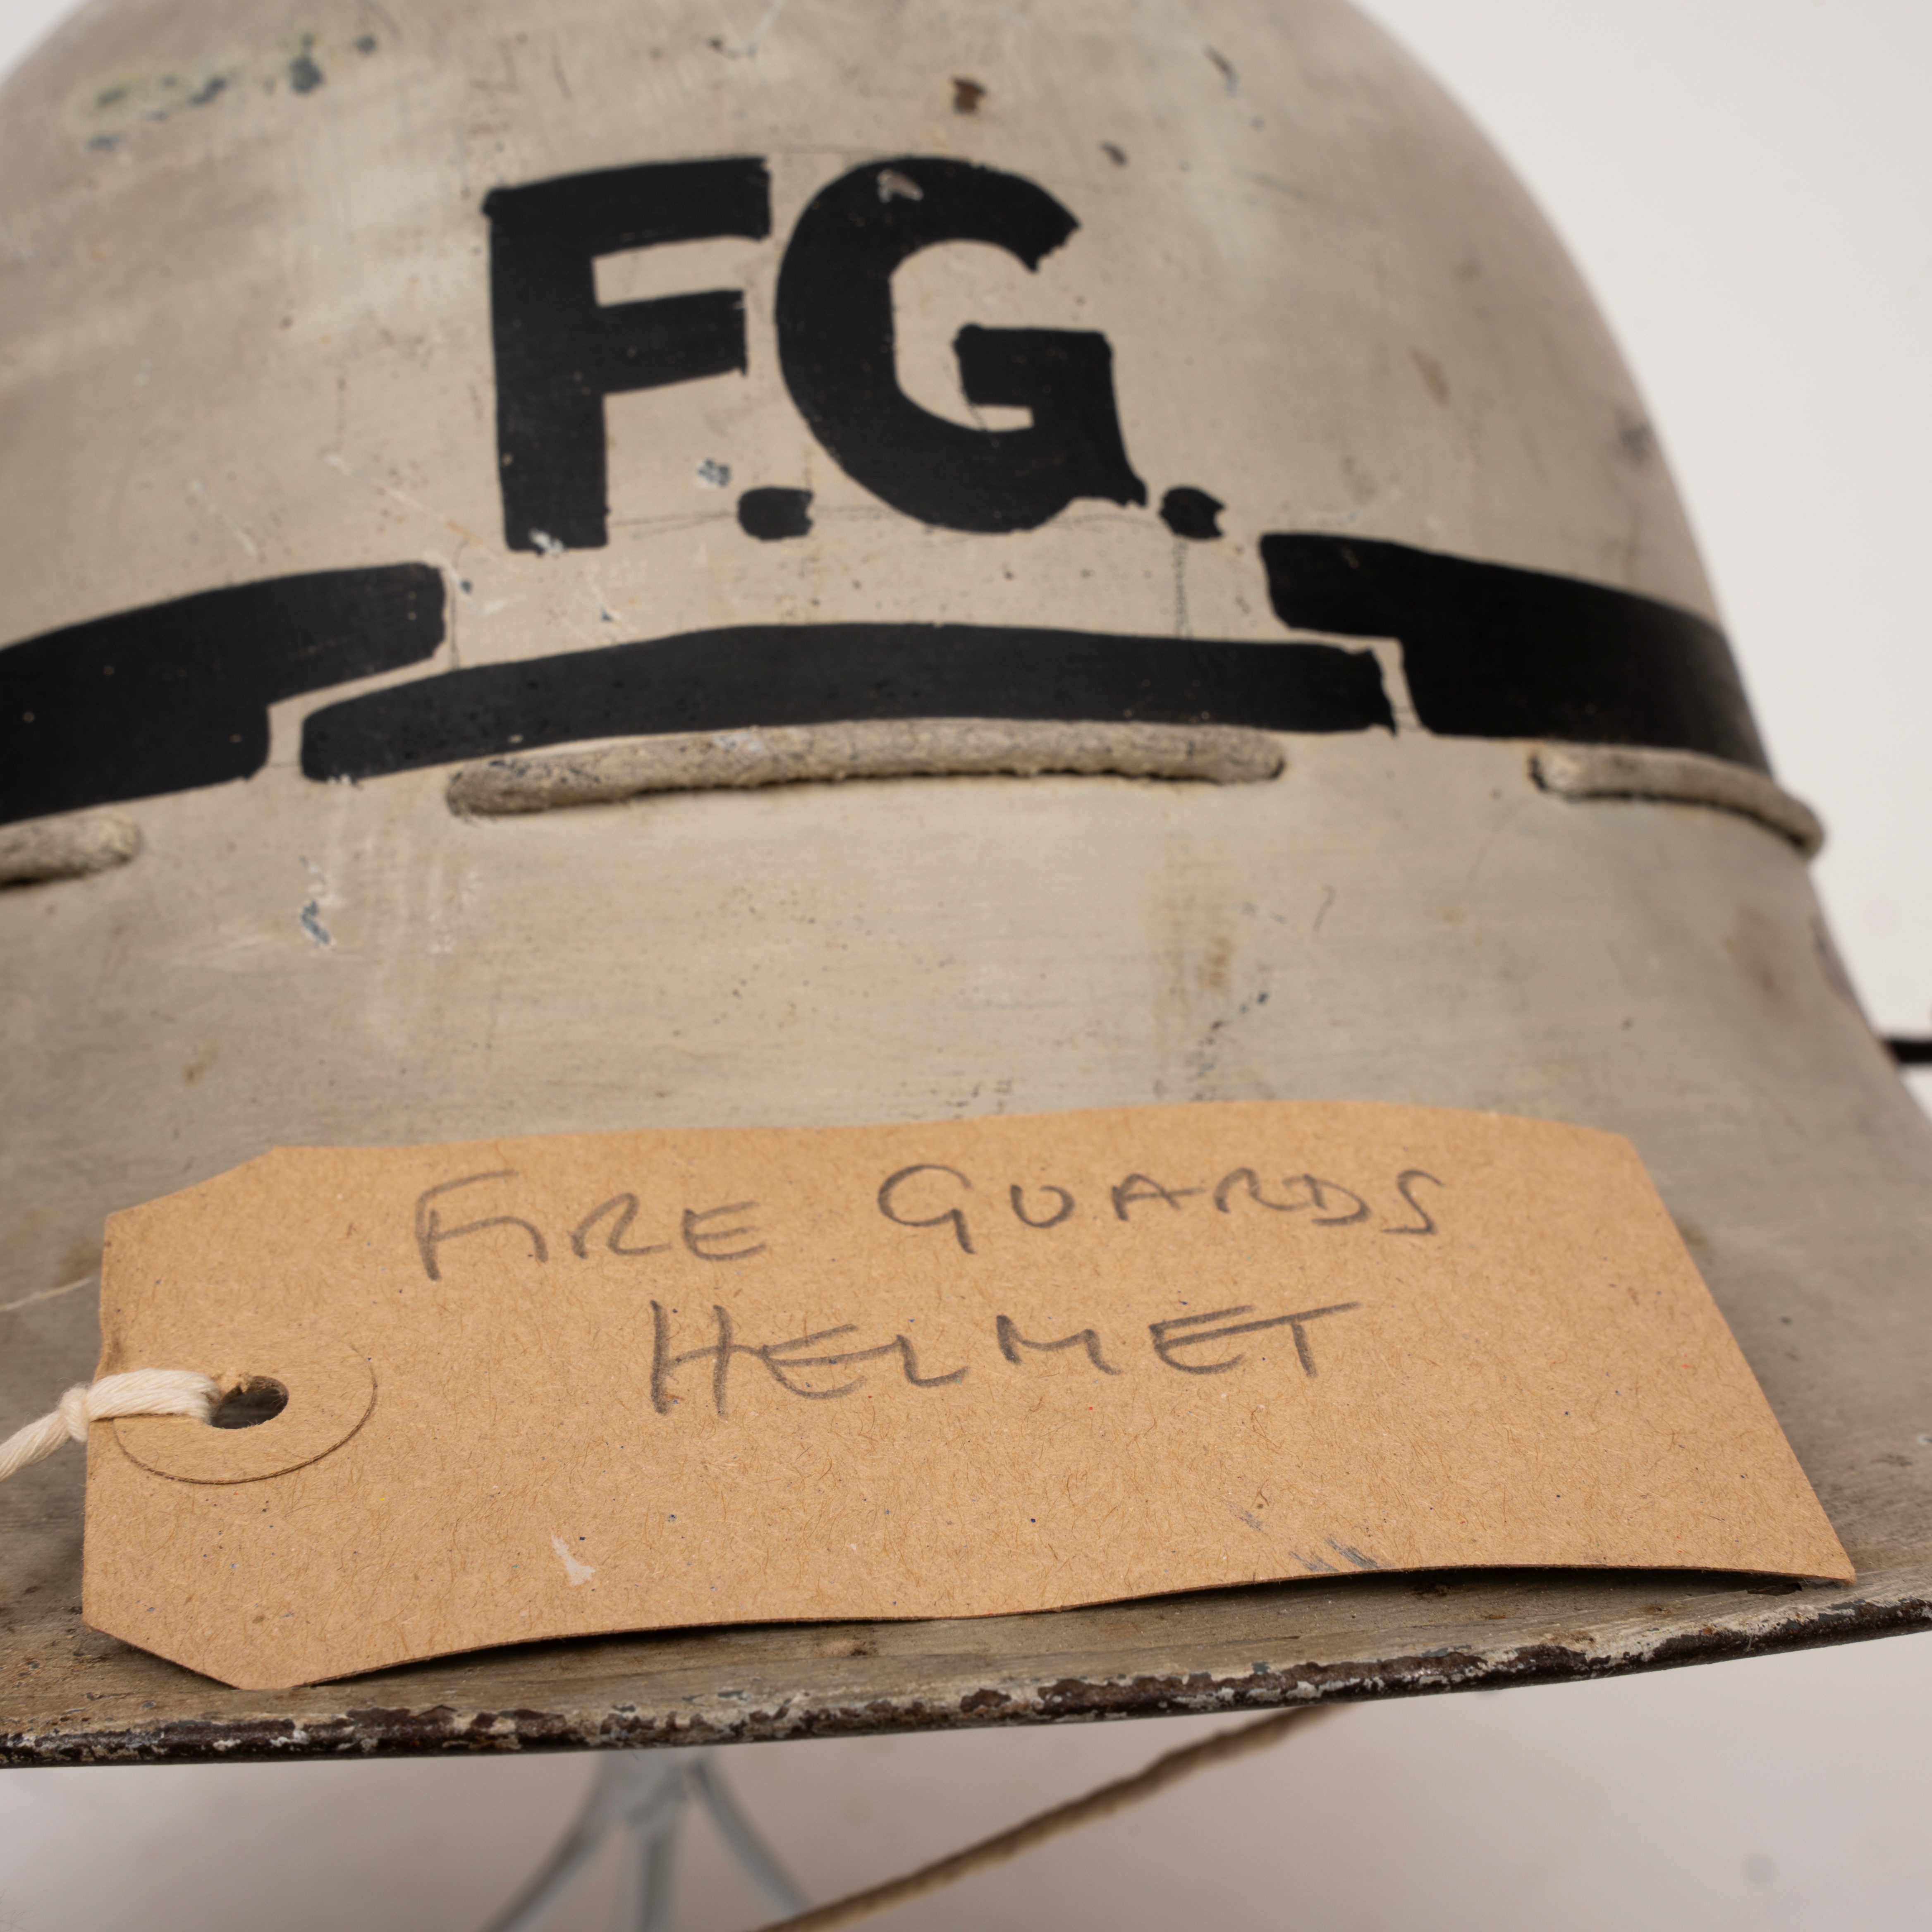 F.G.
FIRE GUARDS
HELMET